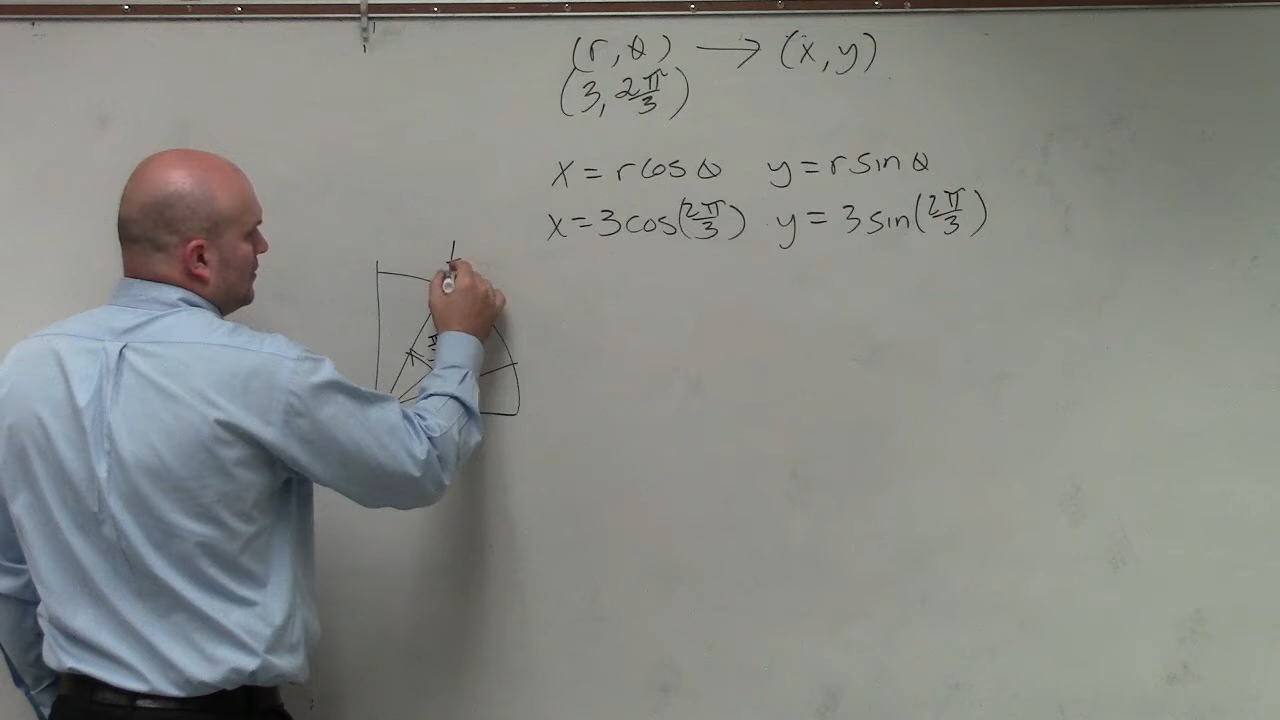 (r, θ) → (x, y)
(3, 2π/3)
x = r cos θ y = r sin θ
x = 3 cos(2π/3) y = 3 sin(2π/3)